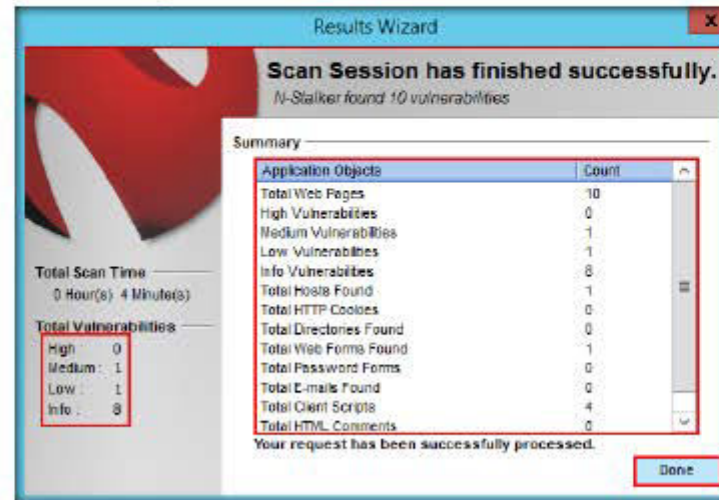 Results Wizard
x
Scan Session has finished successfully.
N-Stalker found 10 vulnerabilities
Summary
Application Objects Count
Total Web Pages 10
High Vulnerabilities 0
Medium Vulnerabilities 1
Low Vulnerabilities 1
Info Vulnerabilities 8
Total Hosts Found 1
Total HTTP Cookies 0
Total Directories Found 0
Total Web Forms Found 1
Total Password Forms 0
Total E-mails Found 0
Total Client Scripts 4
Total HTML Comments 0
Total Scan Time
0 Hour(s) 4 Minute(s)
Total Vulnerabilities
High 0
Medium : 1
Low : 1
Info : 8
Your request has been successfully processed.
Done